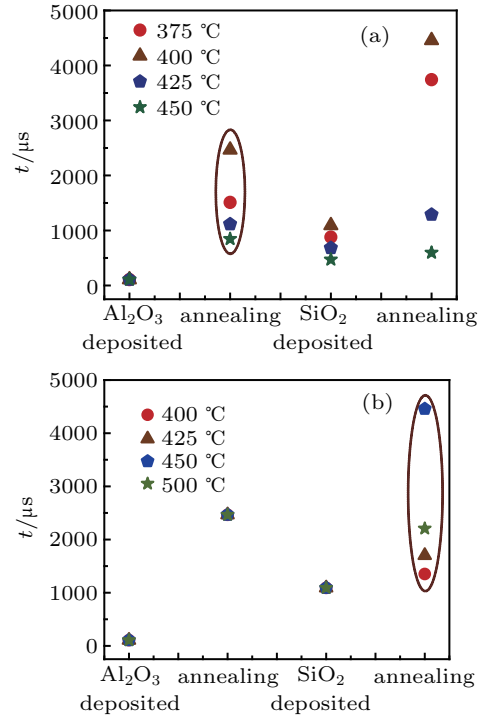 5000
(a)
375 ℃
400 ℃
4000
425 ℃
450 ℃
3000
t/μs
2000
1000
0
Al₂O₃ annealing SiO₂ annealing
deposited deposited
5000
(b)
400 ℃
4000
425 ℃
450 ℃
3000
500 ℃
t/μs
2000
1000
0
Al₂O₃ annealing SiO₂ annealing
deposited deposited